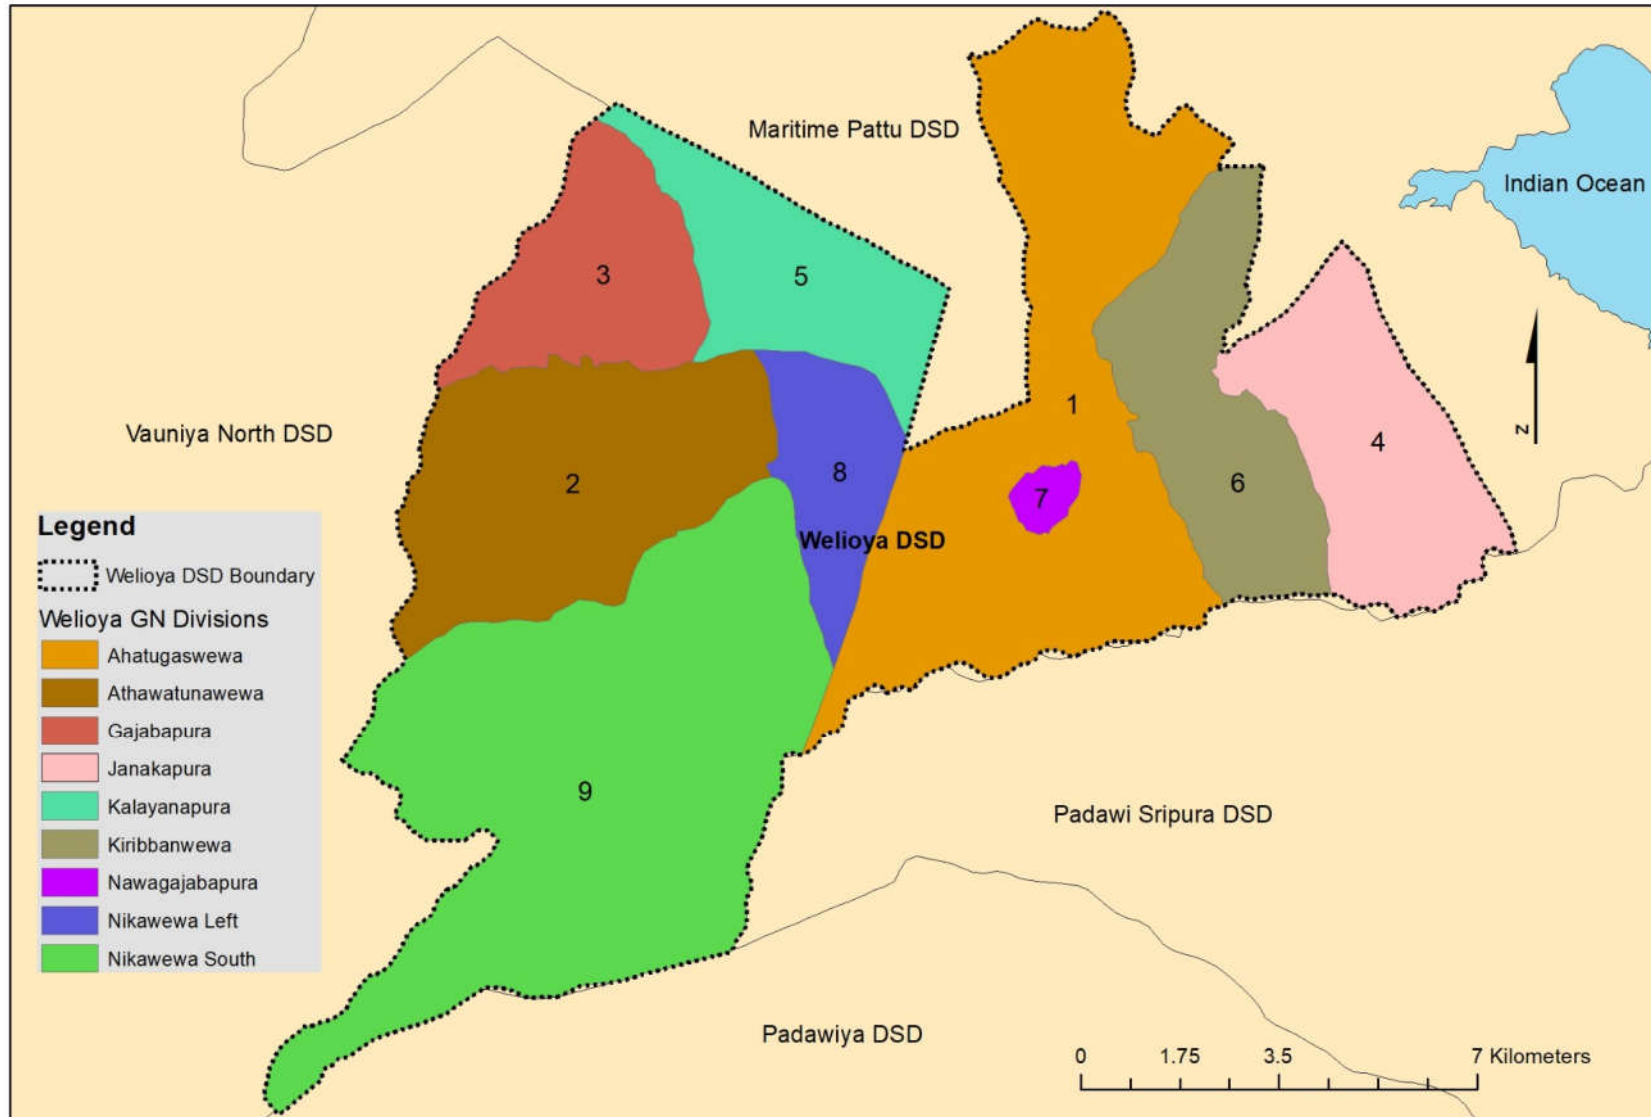 Maritime Pattu DSD
Indian Ocean
3
5
1
4
Vauniya North DSD
2
8
7
6
Welioya DSD
Legend
Welioya DSD Boundary
Welioya GN Divisions
Ahatugaswewa
Athawatunawewa
Gajabapura
Janakapura
Kalayanapura
Kiribbanwewa
Nawagajabapura
Nikawewa Left
Nikawewa South
9
Padawi Sripura DSD
Padawiya DSD
N
0 1.75 3.5 7 Kilometers